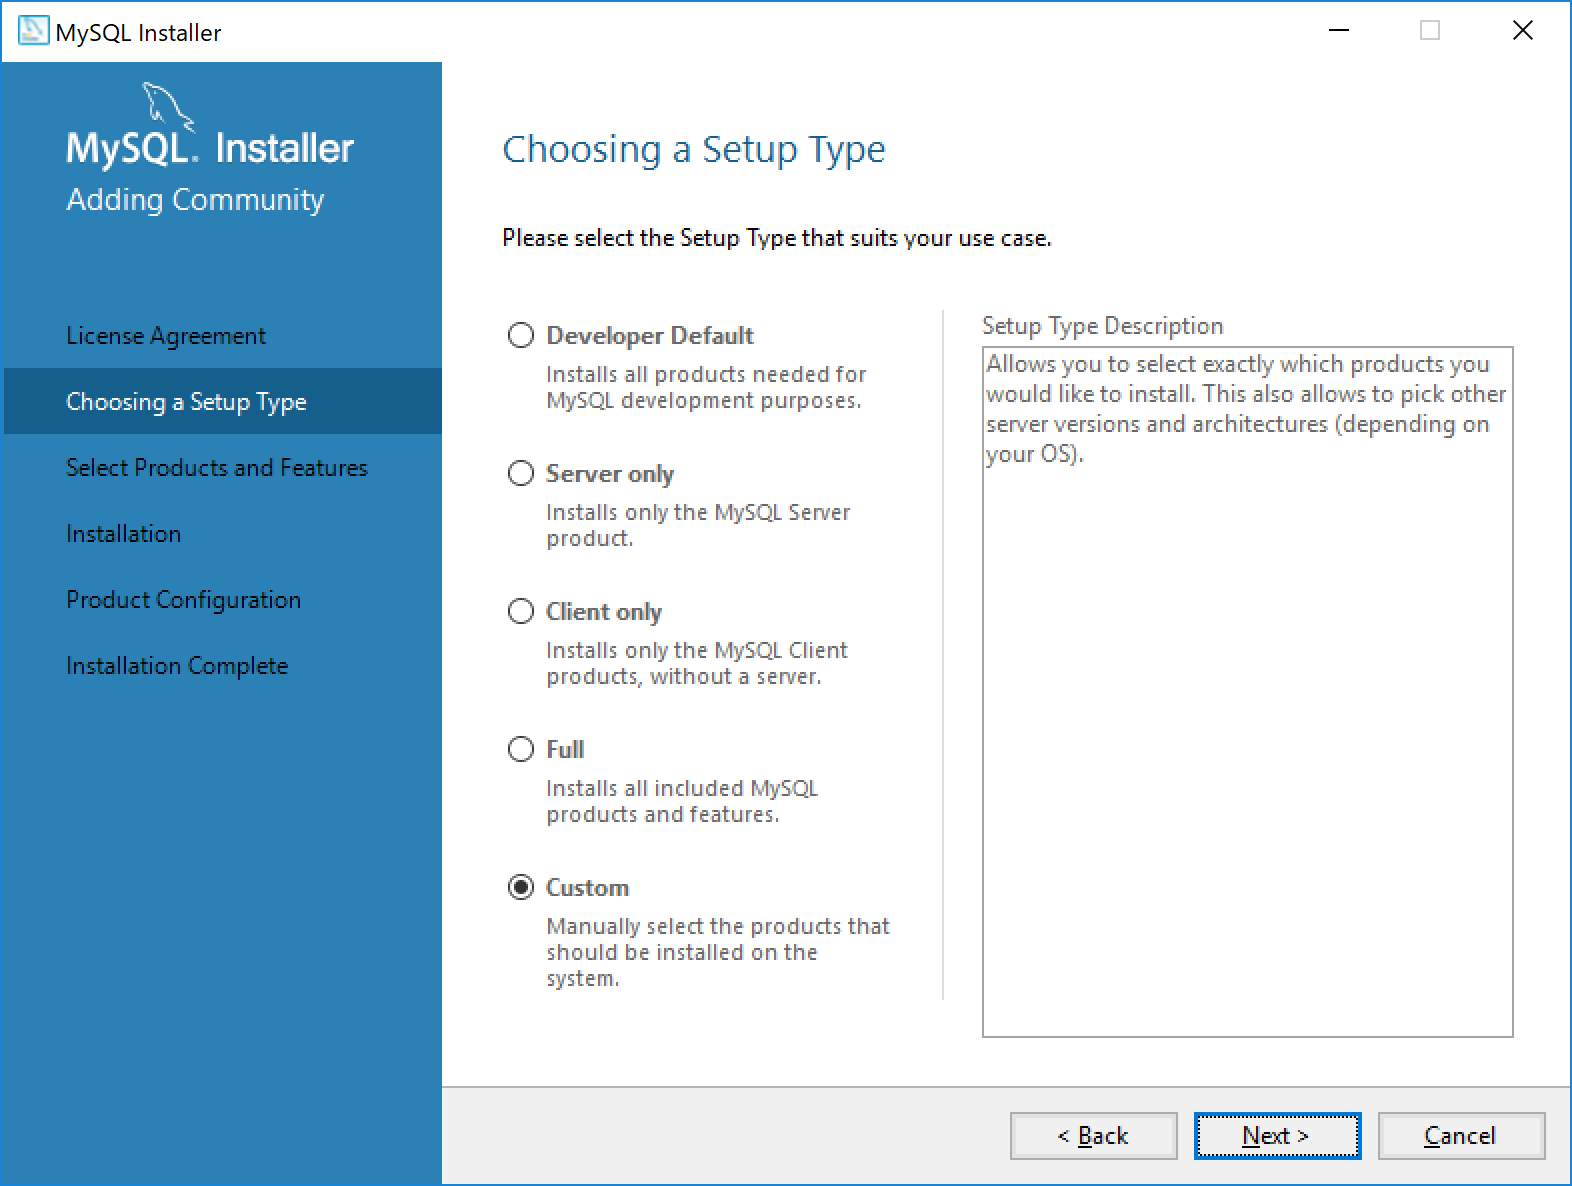 MySQL Installer
MySQL. Installer
Adding Community
License Agreement
Choosing a Setup Type
Select Products and Features
Installation
Product Configuration
Installation Complete
Choosing a Setup Type
Please select the Setup Type that suits your use case.
Developer Default
Installs all products needed for
MySQL development purposes.
Server only
Installs only the MySQL Server
product.
Client only
Installs only the MySQL Client
products, without a server.
Full
Installs all included MySQL
products and features.
Custom
Manually select the products that
should be installed on the
system.
Setup Type Description
Allows you to select exactly which products you
would like to install. This also allows to pick other
server versions and architectures (depending on
your OS).
< Back
Next >
Cancel